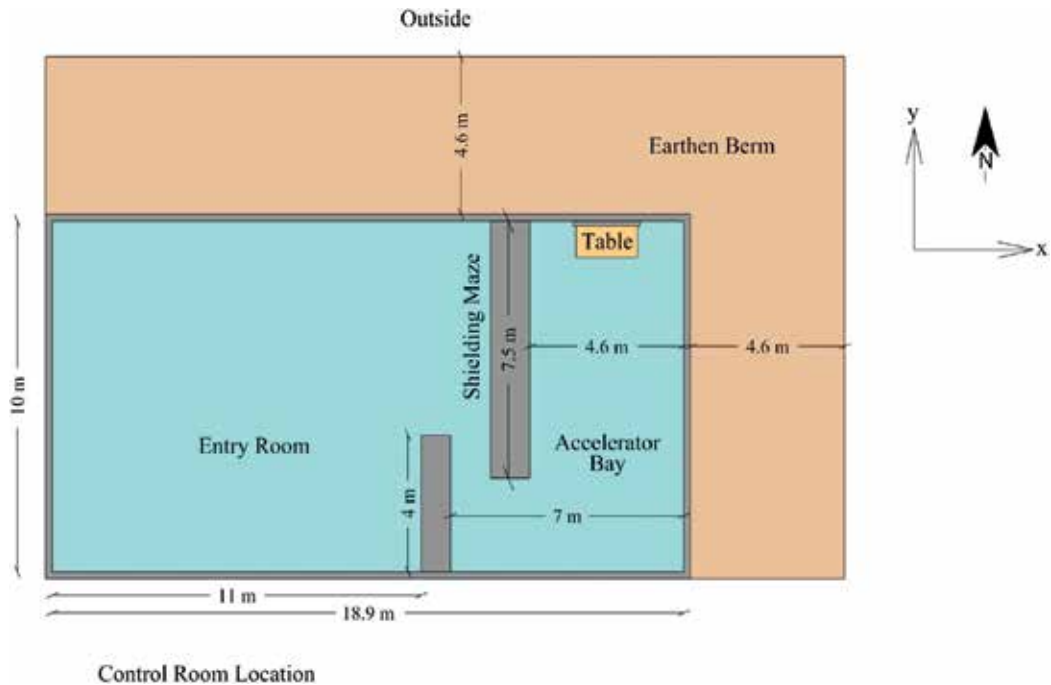 Outside
4.6 m
Earthen Berm
y
N
x
Table
Shielding Maze
7.5 m
4.6 m
4.6 m
10 m
Entry Room
Accelerator
Bay
4 m
7 m
11 m
18.9 m
Control Room Location